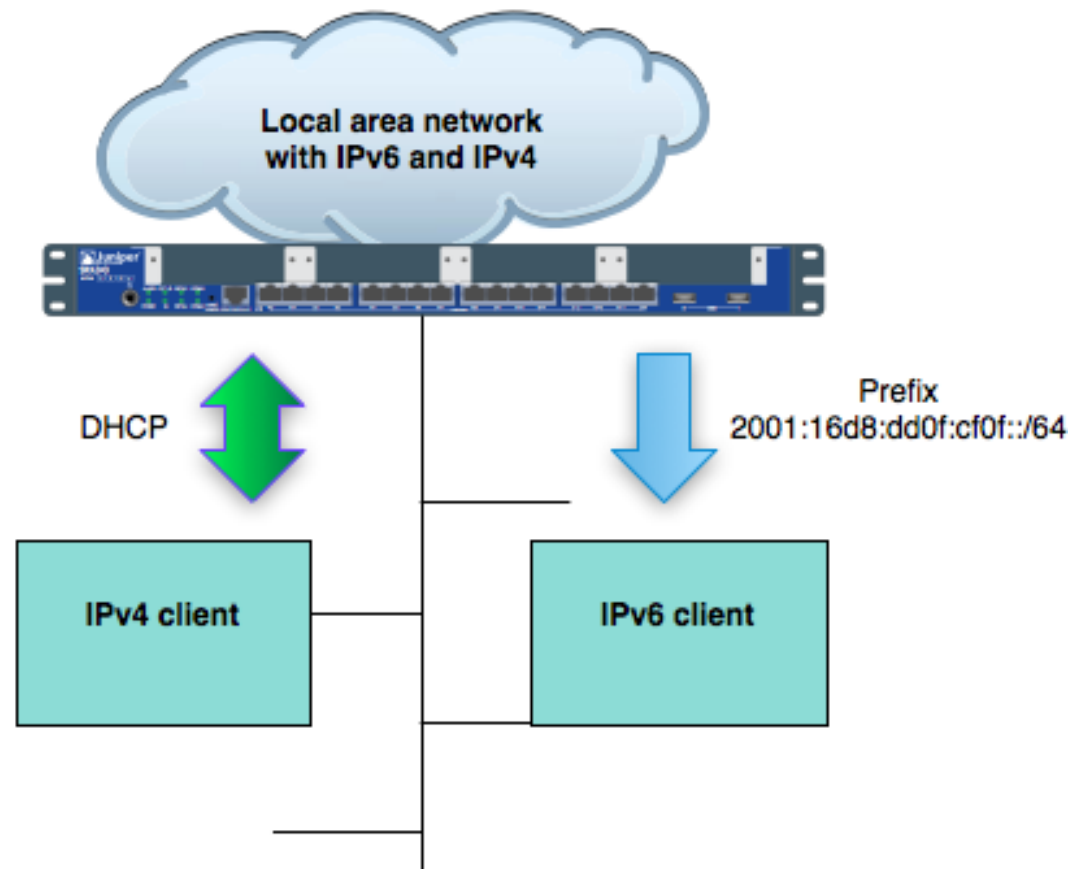 Local area network
with IPv6 and IPv4
Juniper
DHCP
Prefix
2001:16d8:dd0f:cf0f::/64
IPv4 client
IPv6 client